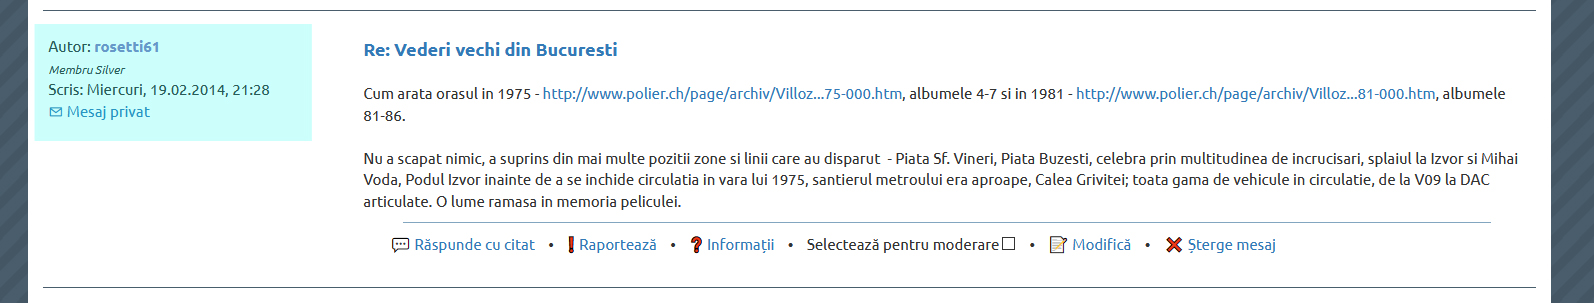 Autor: rosetti61
Membru Silver
Scris: Miercuri, 19.02.2014, 21:28
Mesaj privat
Re: Vederi vechi din Bucuresti
Cum arata orasul in 1975 - http://www.polier.ch/page/archiv/Villoz...75-000.htm, albumele 4-7 si in 1981 - http://www.polier.ch/page/archiv/Villoz...81-000.htm, albumele
81-86.
Nu a scapat nimic, a suprins din mai multe pozitii zone si linii care au disparut - Piata Sf. Vineri, Piata Buzesti, celebra prin multitudinea de incrucisari, splaiul la Izvor si Mihai
Voda, Podul Izvor inainte de a se inchide circulatia in vara lui 1975, santierul metroului era aproape, Calea Grivitei; toata gama de vehicule in circulatie, de la V09 la DAC
articulate. O lume ramasa in memoria peliculei.
Răspunde cu citat • Raportează • Informații • Selectează pentru moderare • Modifică • Șterge mesaj